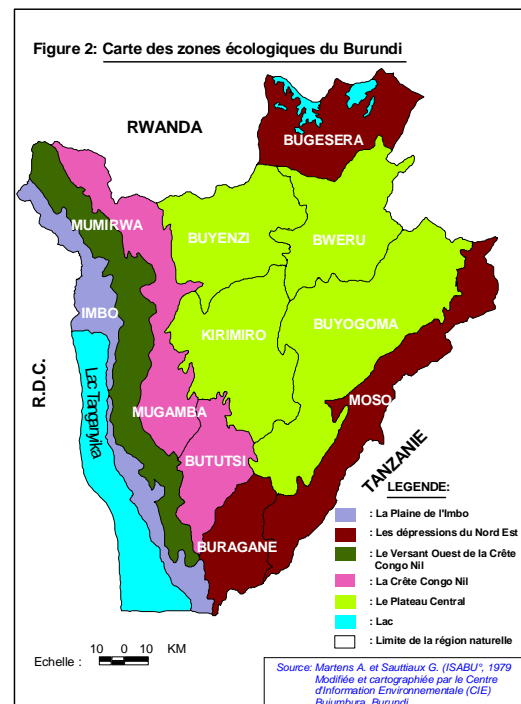 Figure 2: Carte des zones écologiques du Burundi
RWANDA
BUGESERA
MUMIRWA
BUYENZI
BWERU
IMBO
KIRIMIRO
BUYOGOMA
R.D.C.
Lac Tanganyika
MUGAMBA
MOSO
BUTUTSI
TANZANIE
BURAGANE
LEGENDE:
: La Plaine de l'Imbo
: Les dépressions du Nord Est
: Le Versant Ouest de la Crête
Congo Nil
: La Crête Congo Nil
: Le Plateau Central
: Lac
: Limite de la région naturelle
Echelle : 10 0 10 KM
Source: Martens A. et Sauttiaux G. (ISABU°, 1979
Modifiée et cartographiée par le Centre
d'Information Environnementale (CIE)
Bujumbura, Burundi